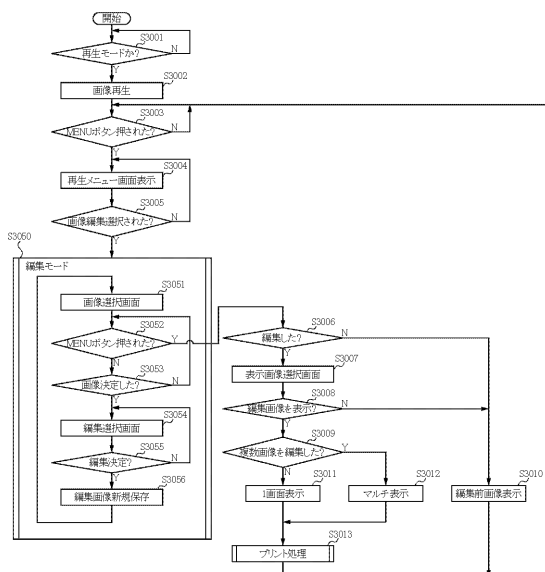 開始
S3001
再生モードか?
N
Y
S3002
画像再生
S3003
MENUボタン押された?
N
Y
S3004
再生メニュー画面表示
S3005
画像編集選択された?
N
Y
S3050
編集モード
S3051
画像選択画面
S3052
MENUボタン押された?
Y
N
S3053
画像決定した?
N
Y
S3054
編集選択画面
S3055
編集決定?
N
Y
S3056
編集画像新規保存
S3006
編集した?
N
Y
S3007
表示画像選択画面
S3008
編集画像を表示?
N
Y
S3009
複数画像を編集した?
Y
N
S3011
1画面表示
S3012
マルチ表示
S3010
編集前画像表示
S3013
プリント処理